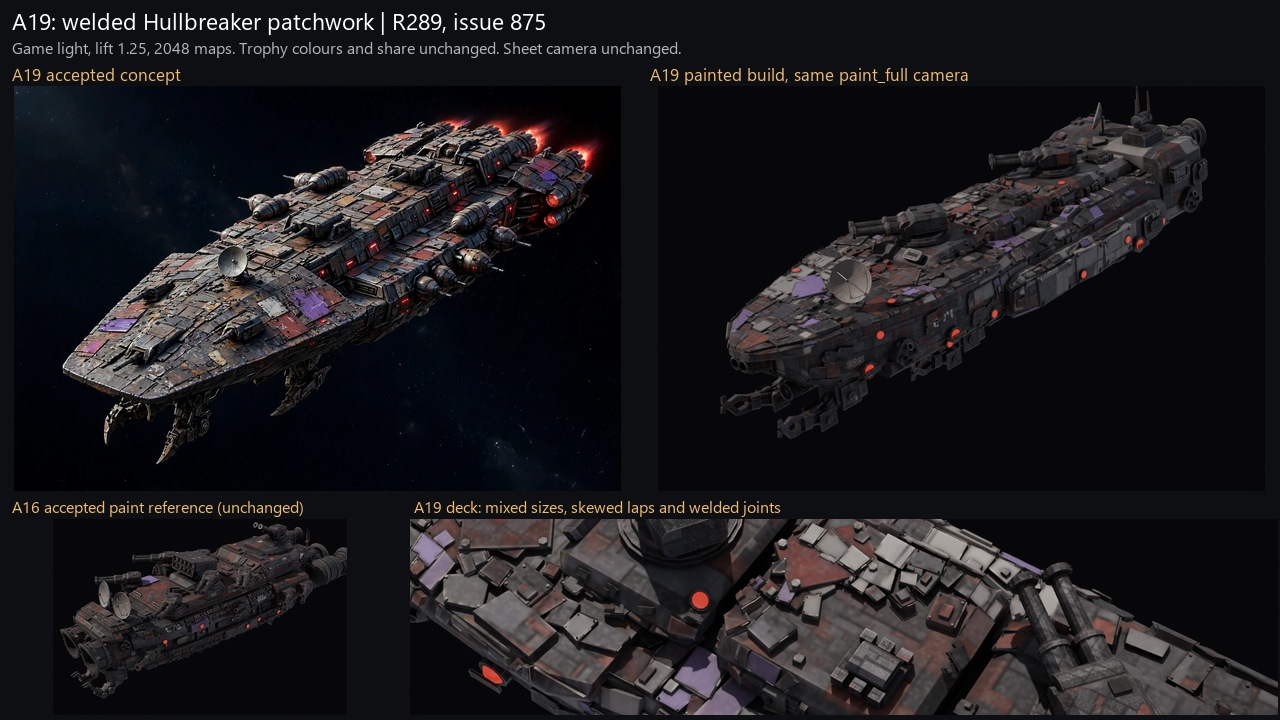 A19: welded Hullbreaker patchwork | R289, issue 875
Game light, lift 1.25, 2048 maps. Trophy colours and share unchanged. Sheet camera unchanged.
A19 accepted concept
A19 painted build, same paint_full camera
A16 accepted paint reference (unchanged)
A19 deck: mixed sizes, skewed laps and welded joints